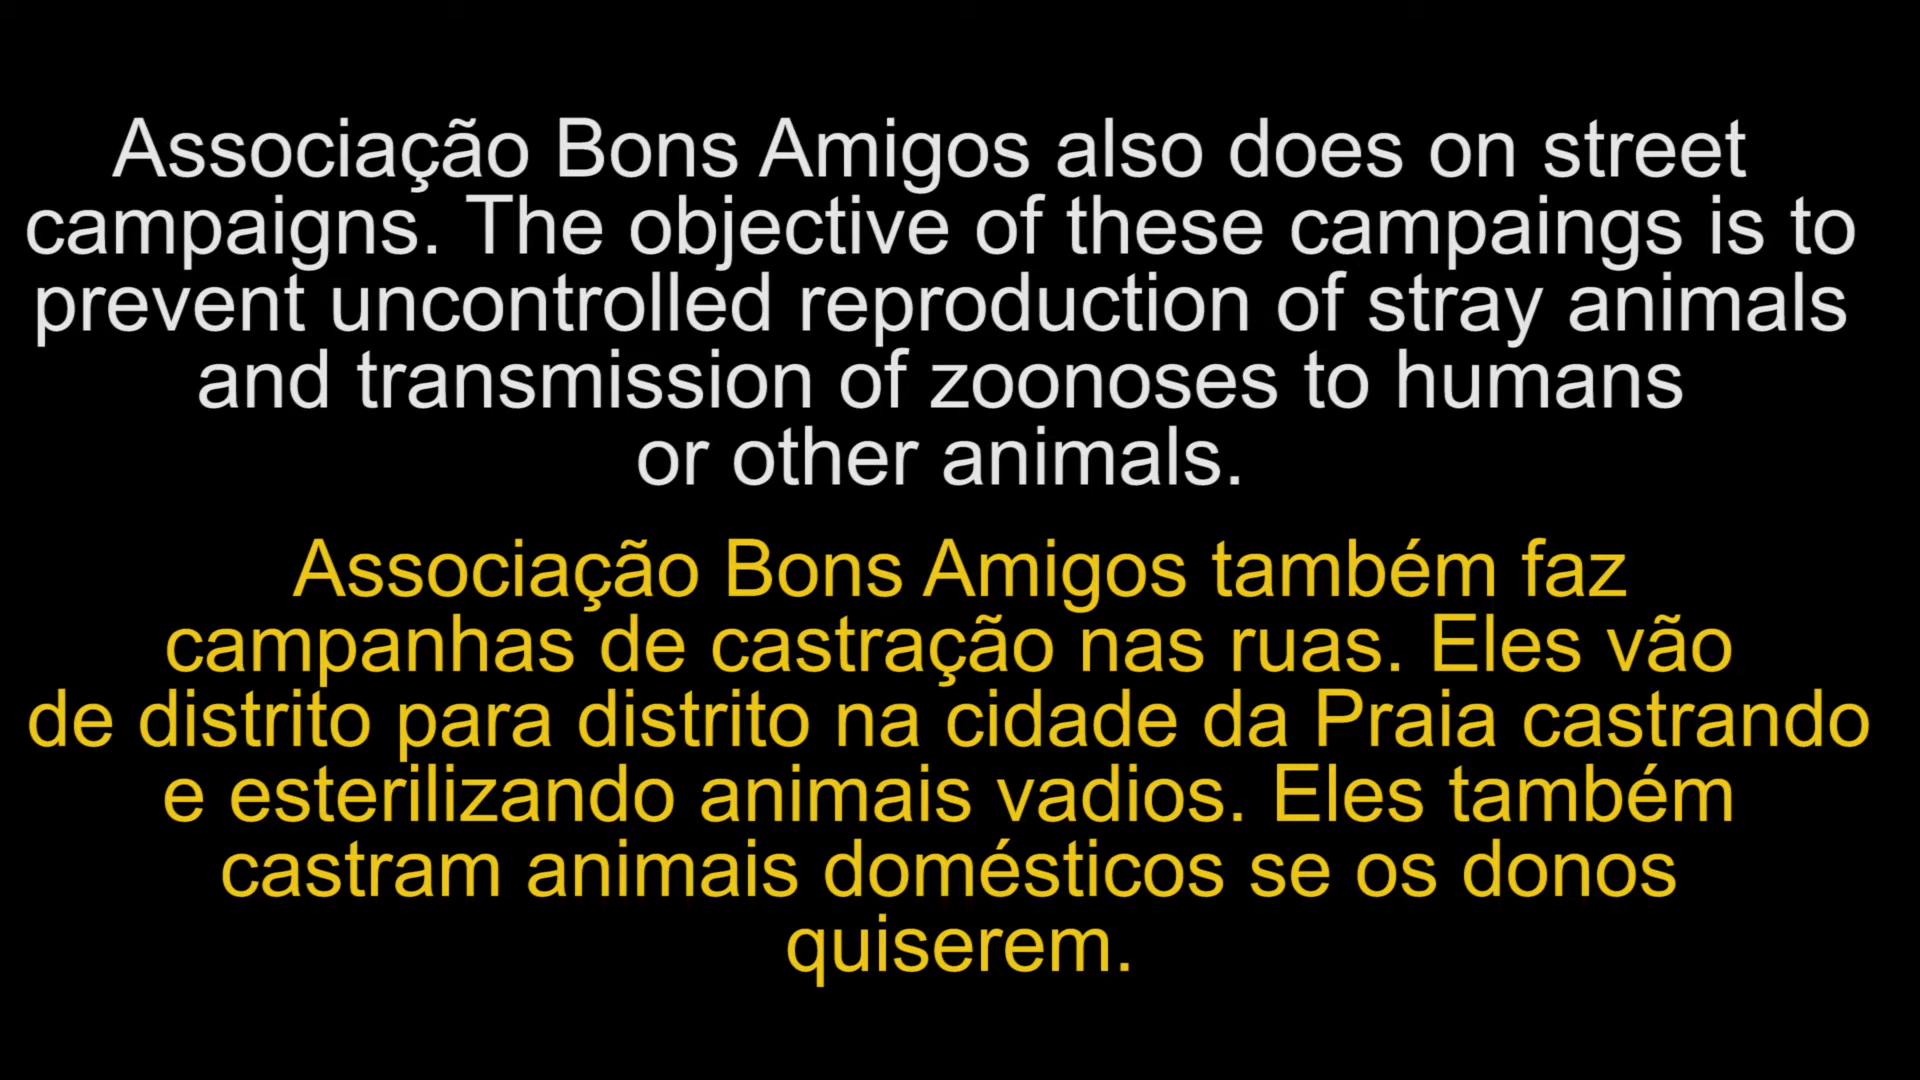 Associação Bons Amigos also does on street
campaigns. The objective of these campaings is to
prevent uncontrolled reproduction of stray animals
and transmission of zoonoses to humans
or other animals.
Associação Bons Amigos também faz
campanhas de castração nas ruas. Eles vão
de distrito para distrito na cidade da Praia castrando
e esterilizando animais vadios. Eles também
castram animais domésticos se os donos
quiserem.